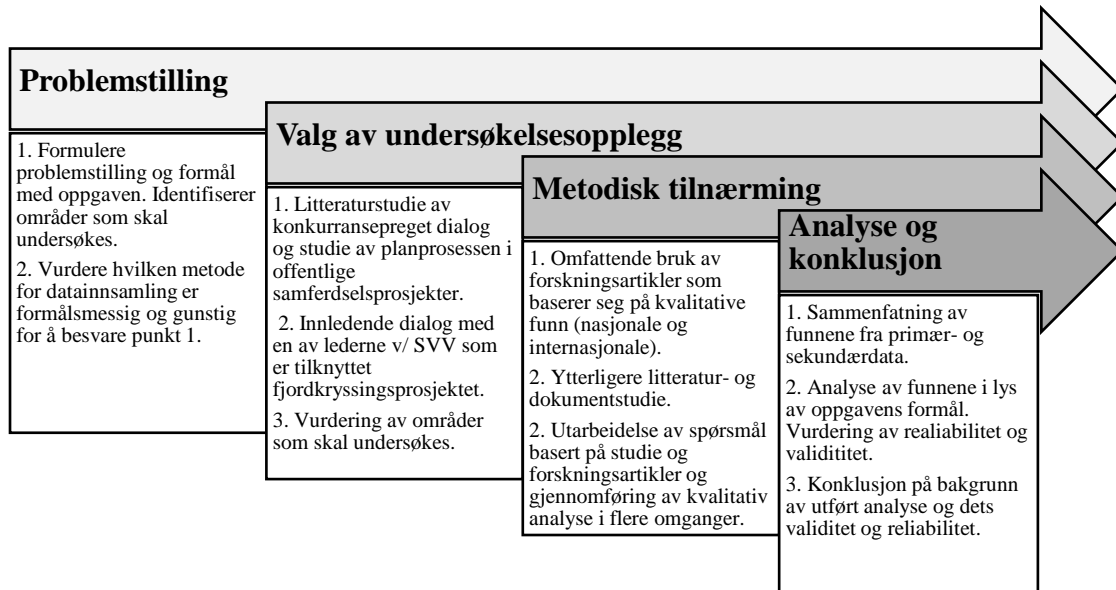 Problemstilling
1. Formulere
problemstilling og formål
med oppgaven. Identifiserer
områder som skal
undersøkes.
2. Vurdere hvilken metode
for datainnsamling er
formålsmessig og gunstig
for å besvare punkt 1.
Valg av undersøkelsesopplegg
1. Litteraturstudie av
konkurransepreget dialog
og studie av planprosessen i
offentlige
samferdselsprosjekter.
2. Innledende dialog med
en av lederne v/ SVV som
er tilknyttet
fjordkryssingsprosjektet.
3. Vurdering av områder
som skal undersøkes.
Metodisk tilnærming
1. Omfattende bruk av
forskningsartikler som
baserer seg på kvalitative
funn (nasjonale og
internasjonale).
2. Ytterligere litteratur- og
dokumentstudie.
2. Utarbeidelse av spørsmål
basert på studie og
forskningsartikler og
gjennomføring av kvalitativ
analyse i flere omganger.
Analyse og
konklusjon
1. Sammenfatning av
funnene fra primær- og
sekundærdata.
2. Analyse av funnene i lys
av oppgavens formål.
Vurdering av realiabilitet og
validititet.
3. Konklusjon på bakgrunn
av utført analyse og dets
validitet og reliabilitet.